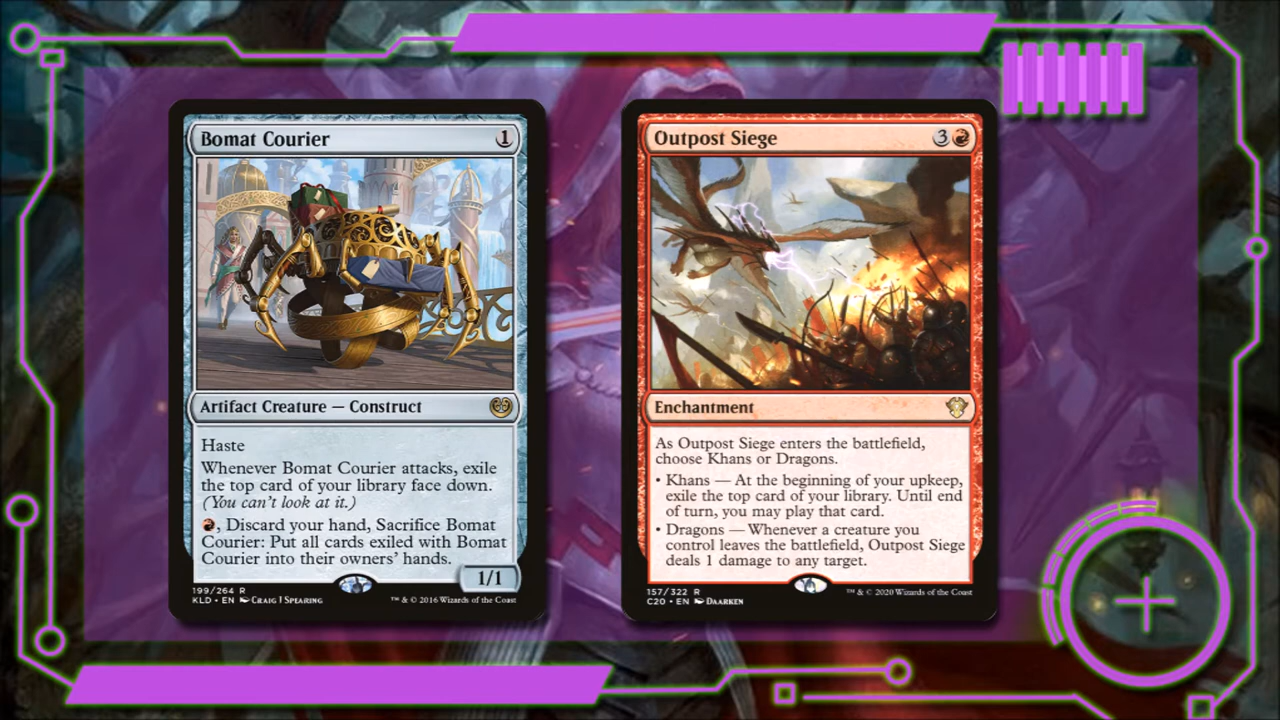 Bomat Courier 1
Artifact Creature — Construct
Haste
Whenever Bomat Courier attacks, exile
the top card of your library face down.
(You can't look at it.)
, Discard your hand, Sacrifice Bomat
Courier: Put all cards exiled with Bomat
Courier into their owners' hands.
1/1
199/264 R
KLD • EN Craig J Spearing
™ & © 2016 Wizards of the Coast
Outpost Siege 3
Enchantment
As Outpost Siege enters the battlefield,
choose Khans or Dragons.
• Khans — At the beginning of your upkeep,
exile the top card of your library. Until end
of turn, you may play that card.
• Dragons — Whenever a creature you
control leaves the battlefield, Outpost Siege
deals 1 damage to any target.
157/322 R
C20 • EN Daarken
™ & © 2020 Wizards of the Coast